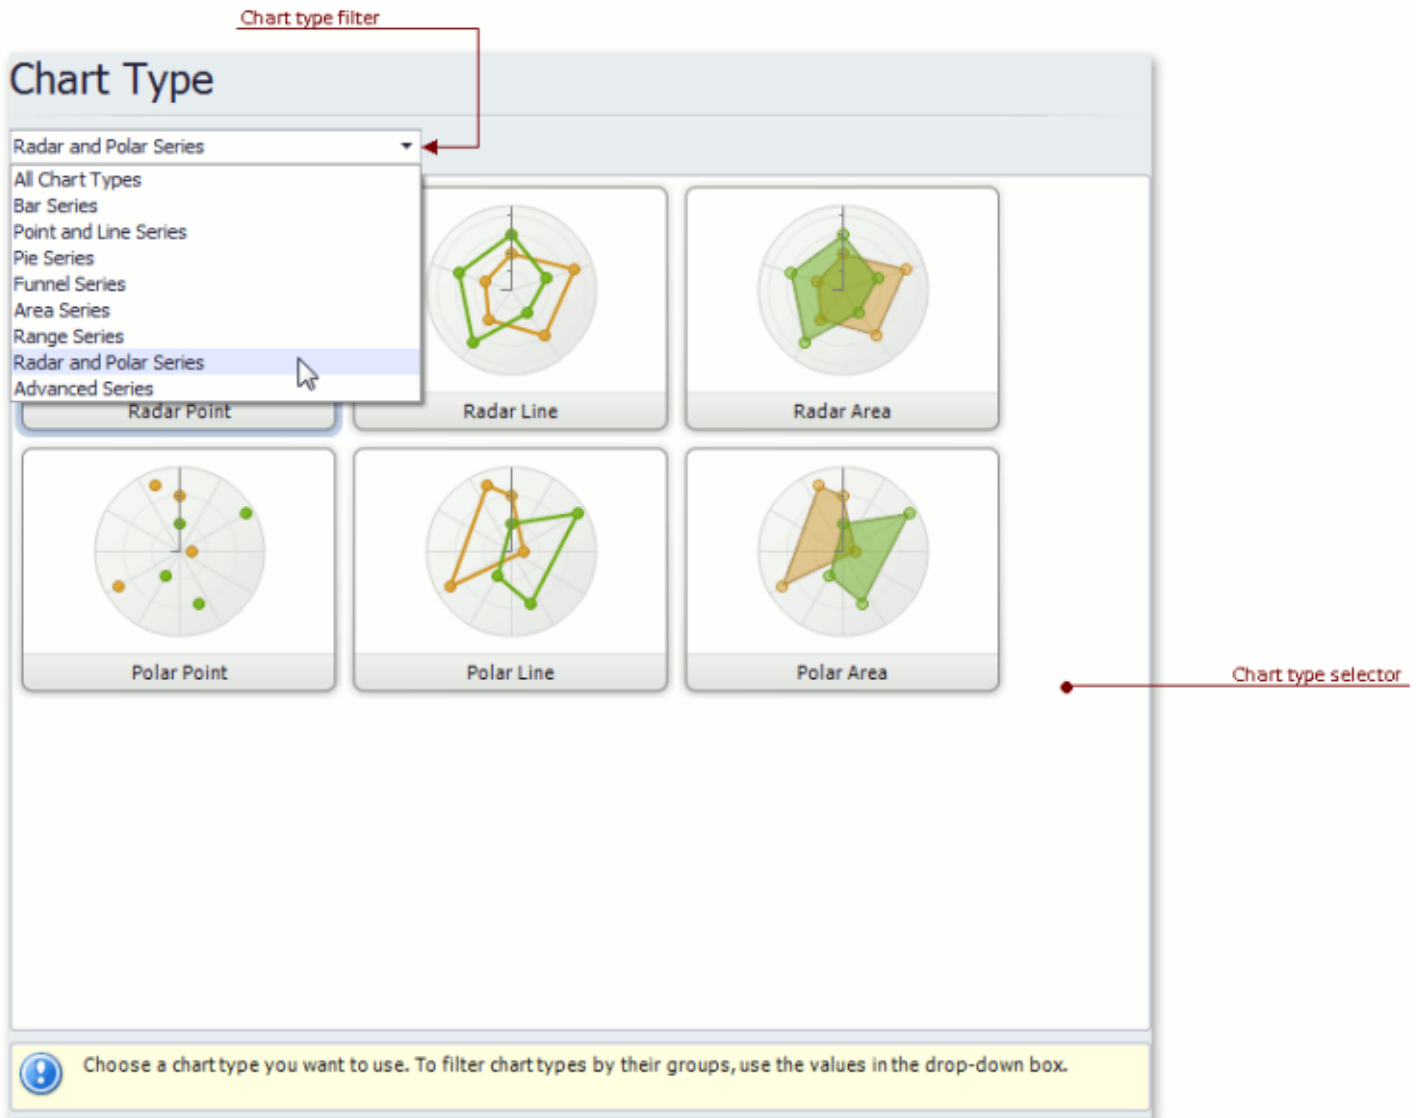 Chart type filter
Chart Type
Radar and Polar Series
All Chart Types
Bar Series
Point and Line Series
Pie Series
Funnel Series
Area Series
Range Series
Radar and Polar Series
Advanced Series
Radar Point
Radar Line
Radar Area
Polar Point
Polar Line
Polar Area
Chart type selector
Choose a chart type you want to use. To filter chart types by their groups, use the values in the drop-down box.